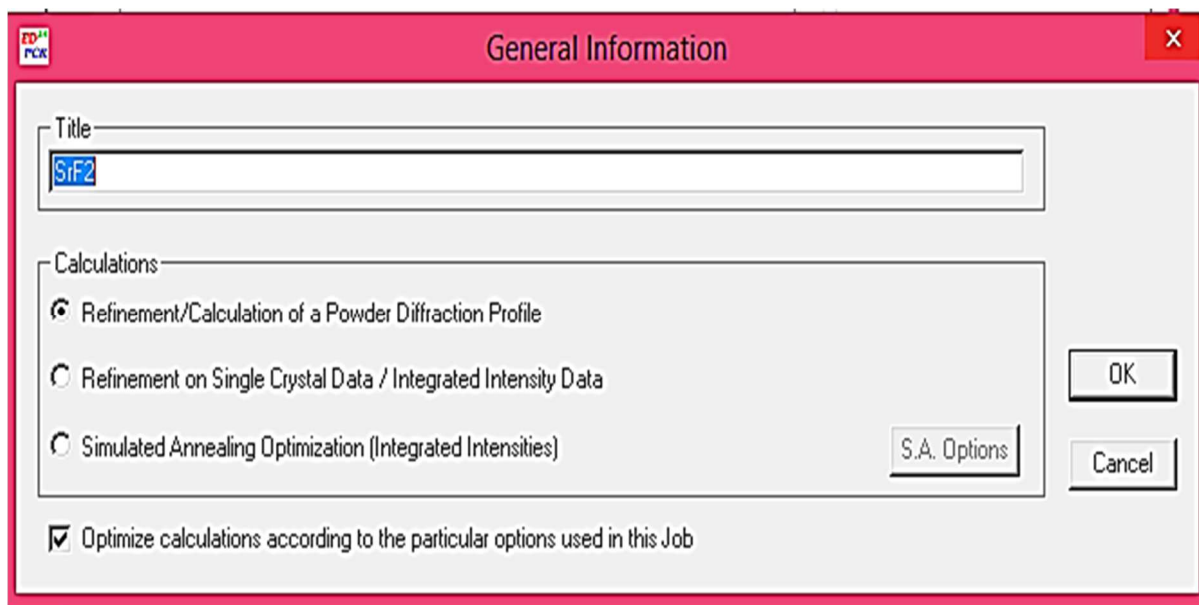 ED
PCR
General Information
x
Title
SrF2
Calculations
Refinement/Calculation of a Powder Diffraction Profile
Refinement on Single Crystal Data / Integrated Intensity Data
OK
Simulated Annealing Optimization (Integrated Intensities)
S.A. Options
Cancel
Optimize calculations according to the particular options used in this Job